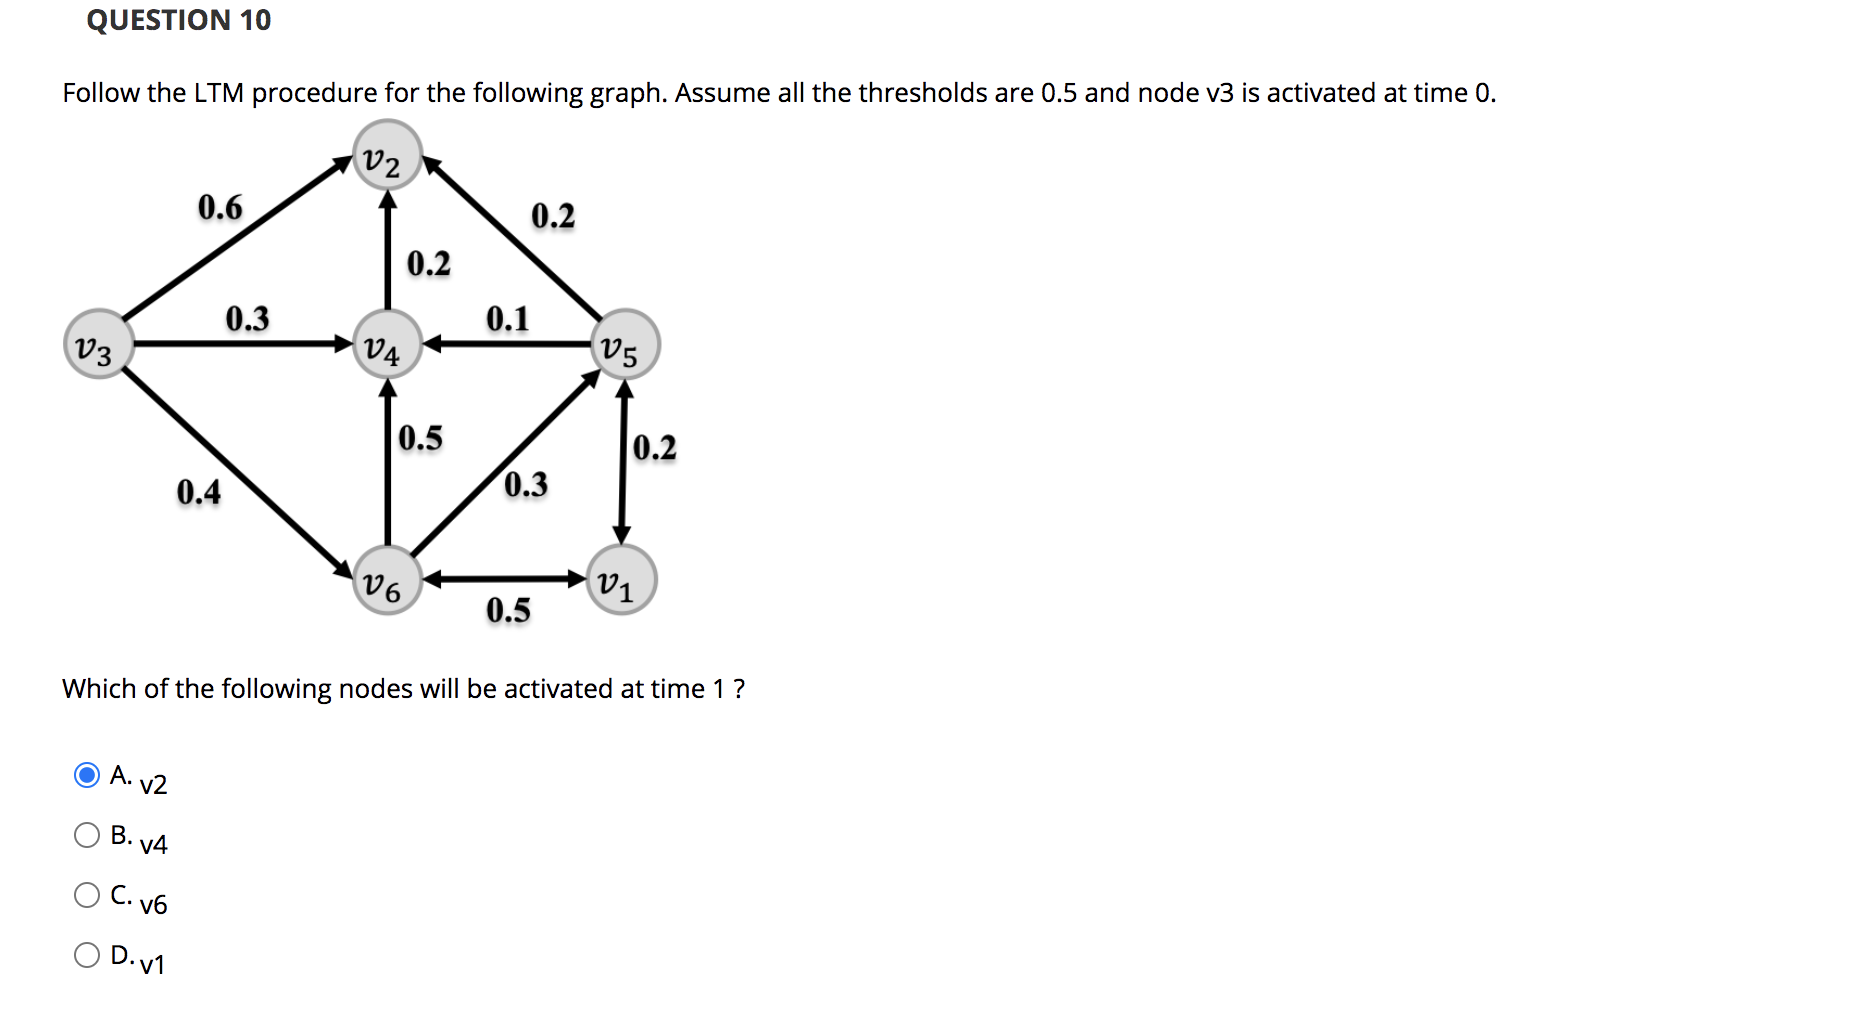 QUESTION 10
Follow the LTM procedure for the following graph. Assume all the thresholds are 0.5 and node v3 is activated at time 0.
v2
0.6
0.2
0.2
0.3
0.1
v3
v4
v5
0.5
0.2
0.3
0.4
v6
v1
0.5
Which of the following nodes will be activated at time 1 ?
A. v2
B. v4
C. v6
D. v1